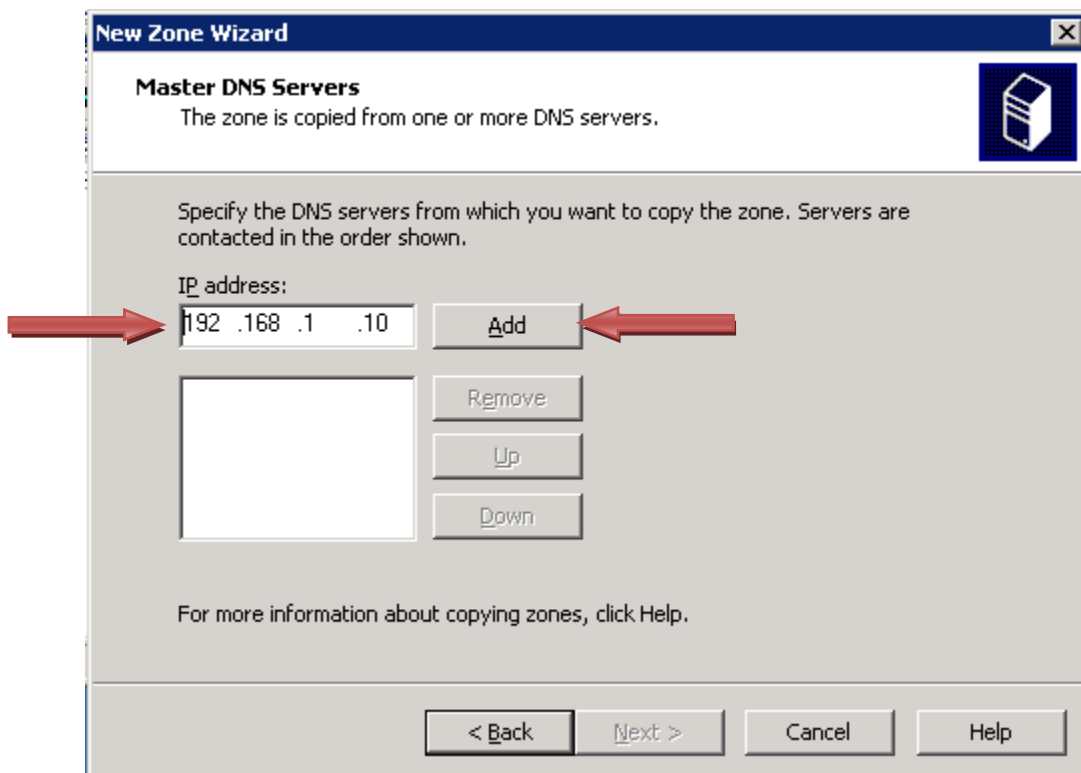 New Zone Wizard
Master DNS Servers
The zone is copied from one or more DNS servers.
Specify the DNS servers from which you want to copy the zone. Servers are
contacted in the order shown.
IP address:
192 .168 .1 .10
Add
Remove
Up
Down
For more information about copying zones, click Help.
< Back
Next >
Cancel
Help